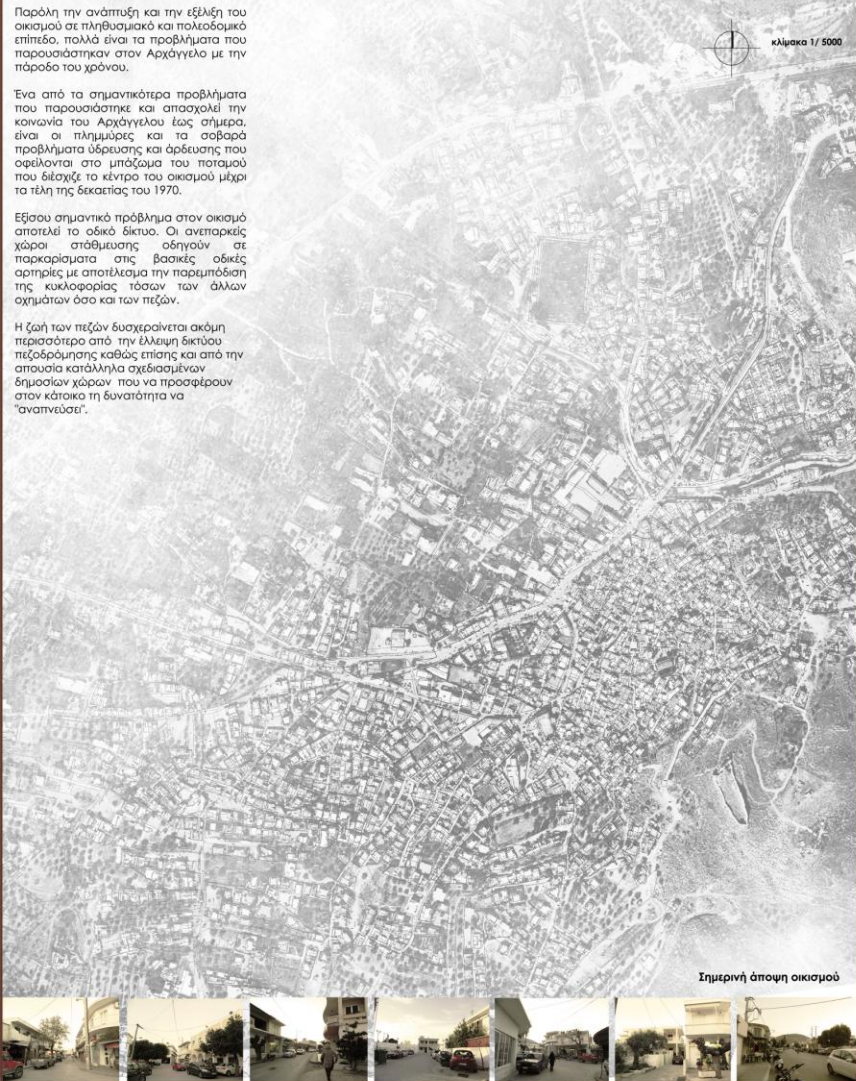 Παρόλη την ανάπτυξη και την εξέλιξη του
οικισμού σε πληθυσμιακό και πολεοδομικό
επίπεδο, πολλά είναι τα προβλήματα που
παρουσιάστηκαν στον Αρχάγγελο με την
πάροδο του χρόνου.
κλίμακα 1/ 5000
Ένα από τα σημαντικότερα προβλήματα
που παρουσιάστηκε και απασχολεί την
κοινωνία του Αρχάγγελου έως σήμερα,
είναι οι πλημμύρες και τα σοβαρά
προβλήματα ύδρευσης και άρδευσης που
οφείλονται στο μπάζωμα του ποταμού
που διέσχιζε το κέντρο του οικισμού μέχρι
τα τέλη της δεκαετίας του 1970.
Εξίσου σημαντικό πρόβλημα στον οικισμό
αποτελεί το οδικό δίκτυο. Οι ανεπαρκείς
χώροι στάθμευσης οδηγούν σε
παρκαρίσματα στις βασικές οδικές
αρτηρίες με αποτέλεσμα την παρεμπόδιση
της κυκλοφορίας τόσων των άλλων
οχημάτων όσο και των πεζών.
Η ζωή των πεζών δυσχεραίνεται ακόμη
περισσότερο από την έλλειψη δικτύου
πεζοδρόμησης καθώς επίσης και από την
απουσία κατάλληλα σχεδιασμένων
δημοσίων χώρων που να προσφέρουν
στον κάτοικο τη δυνατότητα να
"αναπνεύσει".
Σημερινή άποψη οικισμού